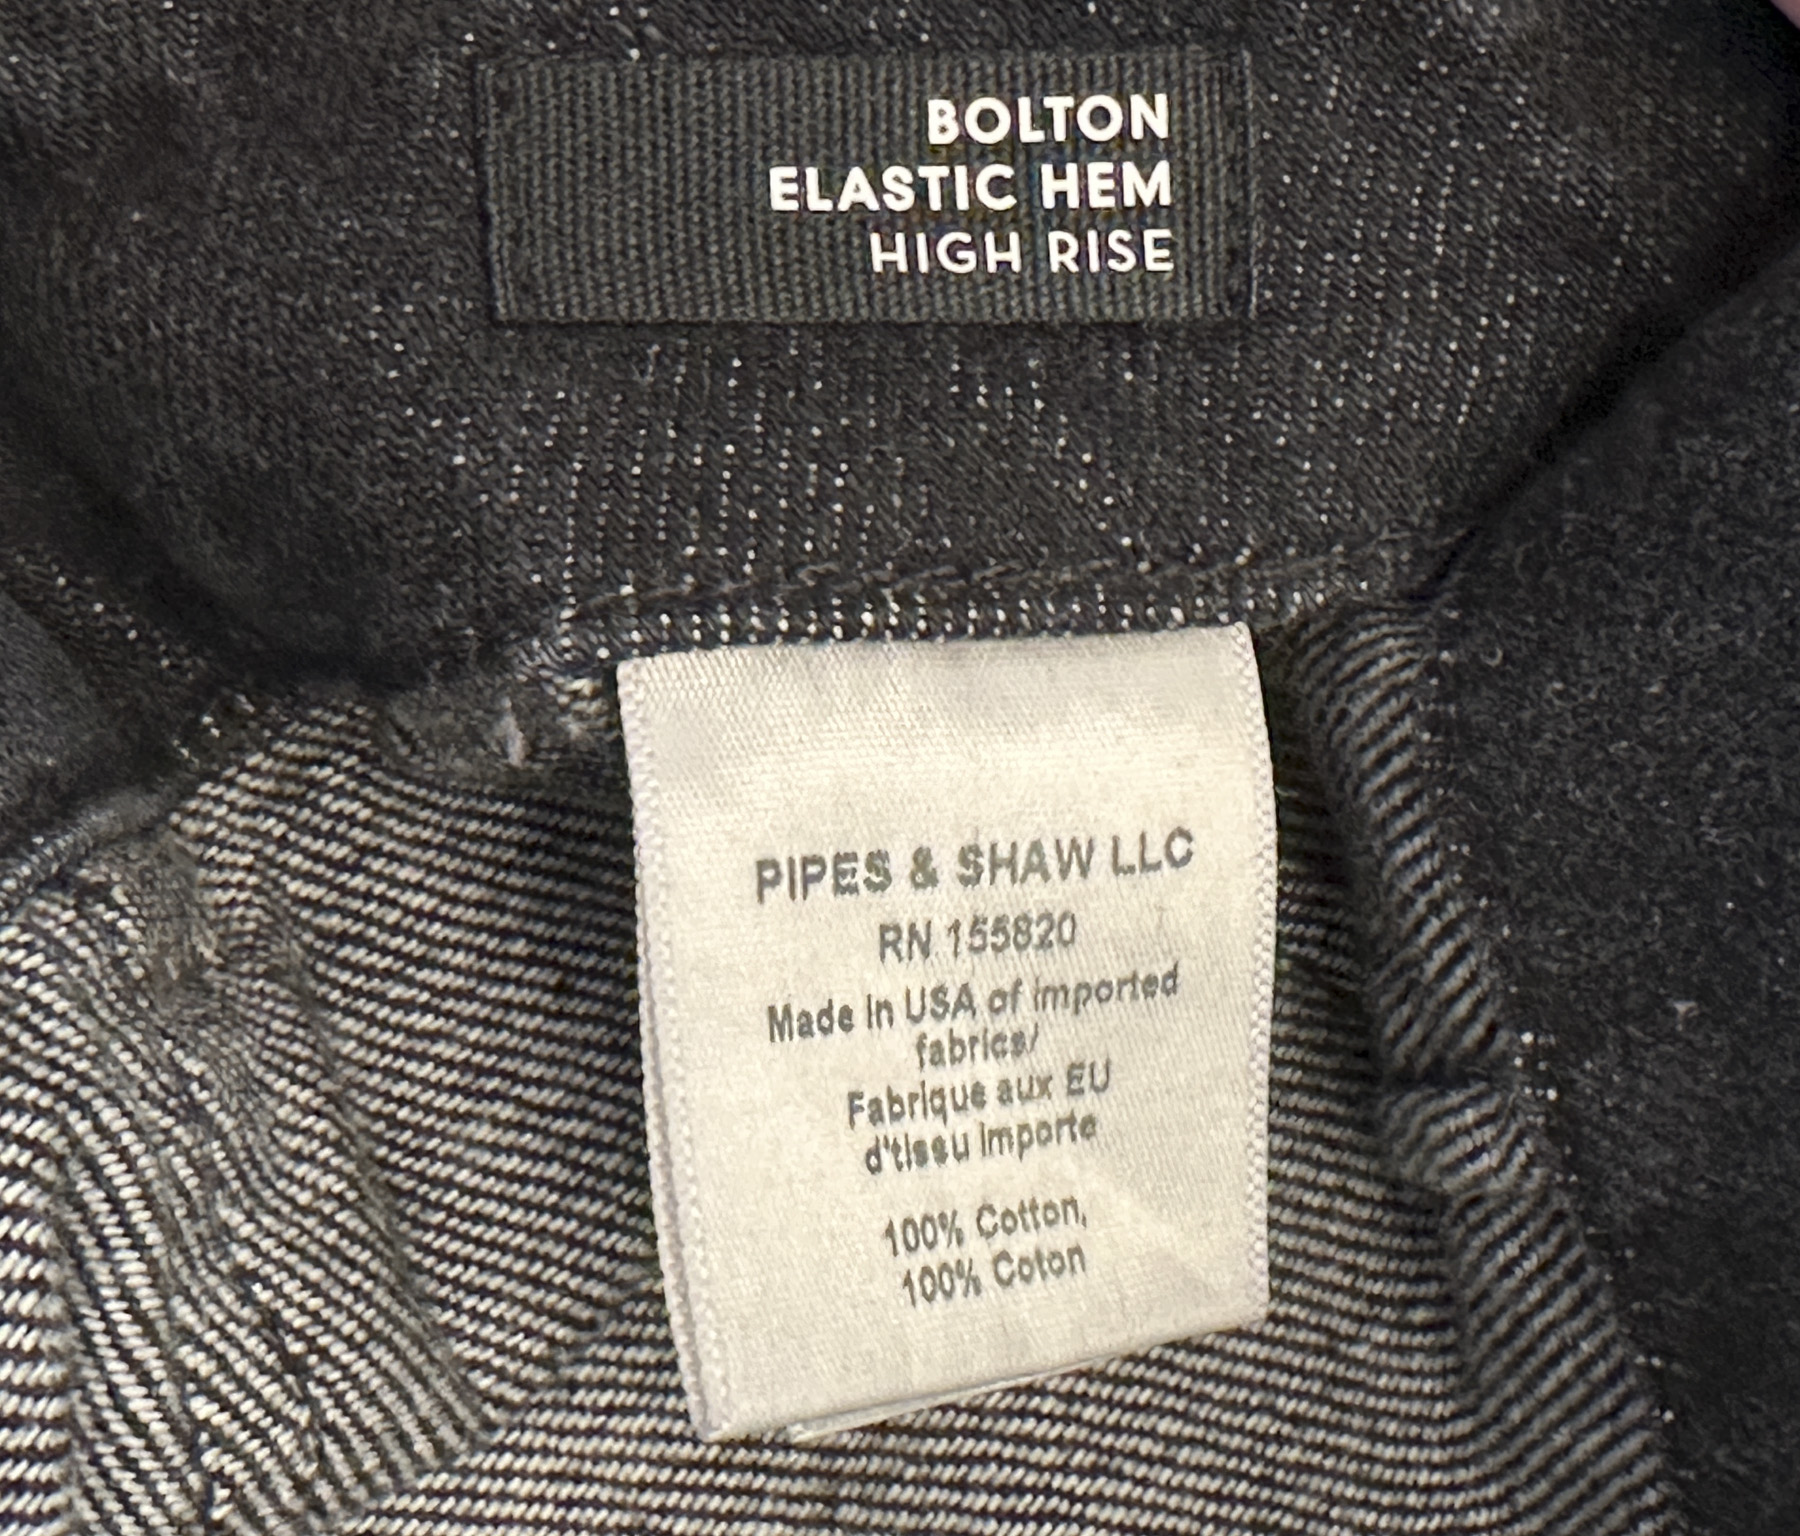 BOLTON
ELASTIC HEM
HIGH RISE
PIPES & SHAW LLC
RN 155820
Made in USA of imported
fabrics/
Fabrique aux EU
d'tissu importe
100% Cotton,
100% Coton